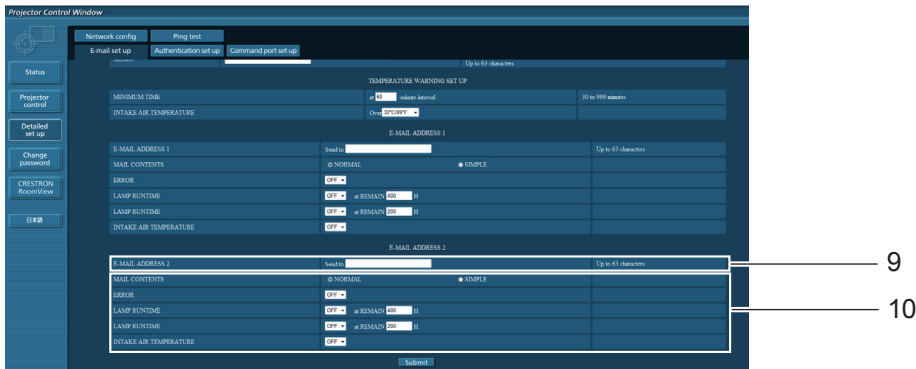 Projector Control Window
Network config Ping test
E-mail set up Authentication set up Command port set up
Status
Projector control
Detailed set up
Change password
CRESTRON RoomView
日本語
Up to 63 characters
TEMPERATURE WARNING SET UP
MINIMUM TIME at 60 minute interval 30 to 999 minutes
INTAKE AIR TEMPERATURE Over
E-MAIL ADDRESS 1
E-MAIL ADDRESS 1 Send to Up to 63 characters
MAIL CONTENTS NORMAL SIMPLE
ERROR OFF
LAMP RUNTIME OFF at REMAIN 400 H
LAMP RUNTIME OFF at REMAIN 200 H
INTAKE AIR TEMPERATURE OFF
E-MAIL ADDRESS 2
E-MAIL ADDRESS 2 Send to Up to 63 characters 9
MAIL CONTENTS NORMAL SIMPLE
ERROR OFF
LAMP RUNTIME OFF at REMAIN 400 H 10
LAMP RUNTIME OFF at REMAIN 200 H
INTAKE AIR TEMPERATURE OFF
Submit